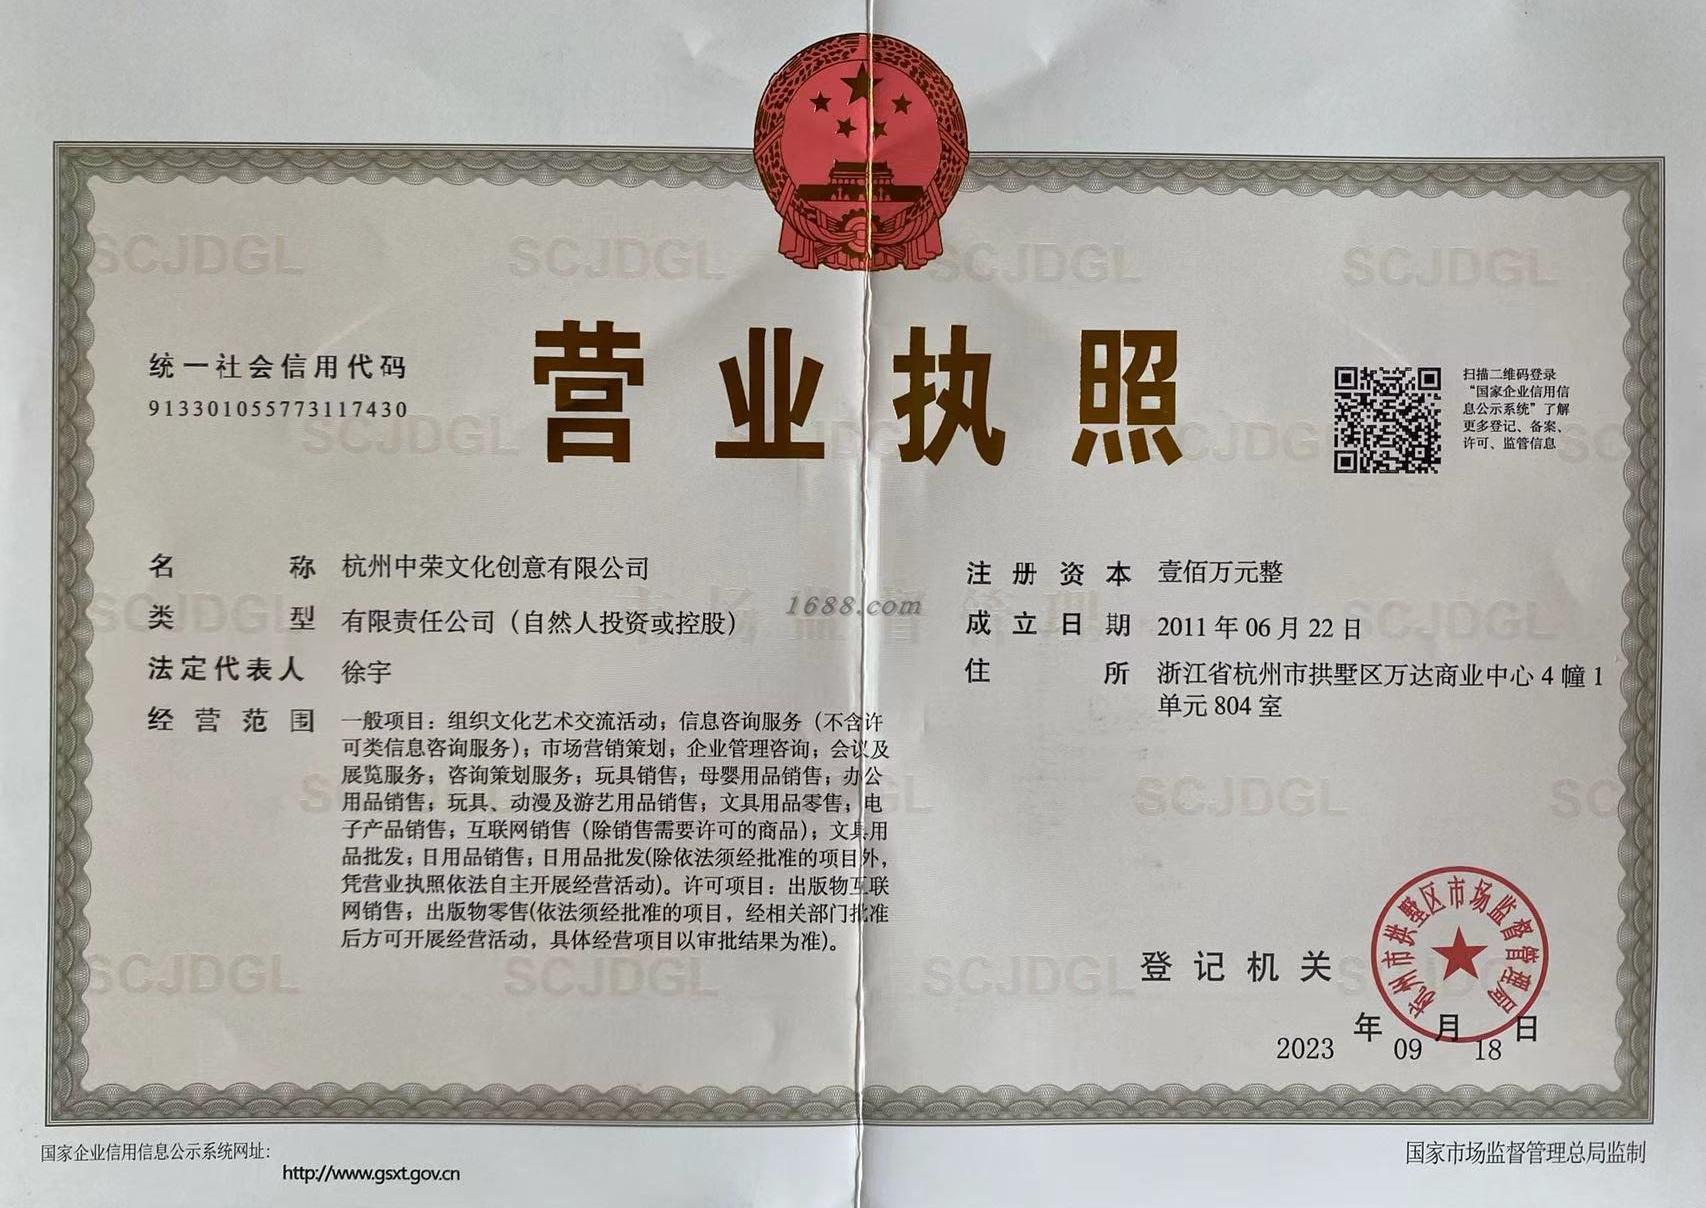 营业执照
统一社会信用代码
913301055773117430
扫描二维码登录
“国家企业信用信
息公示系统”了解
更多登记、备案、
许可、监管信息
名称 杭州中荣文化创意有限公司
类型 有限责任公司（自然人投资或控股）
法定代表人 徐宇
经营范围 一般项目：组织文化艺术交流活动；信息咨询服务（不含许
可类信息咨询服务）；市场营销策划；企业管理咨询；会议及
展览服务；咨询策划服务；玩具销售；母婴用品销售；办公
用品销售；玩具、动漫及游艺用品销售；文具用品零售；电
子产品销售；互联网销售（除销售需要许可的商品）；文具用
品批发；日用品销售；日用品批发(除依法须经批准的项目外，
凭营业执照依法自主开展经营活动)。许可项目：出版物互联
网销售；出版物零售(依法须经批准的项目，经相关部门批准
后方可开展经营活动，具体经营项目以审批结果为准)。
注册资本 壹佰万元整
成立日期 2011年06月22日
住所 浙江省杭州市拱墅区万达商业中心4幢1
单元804室
1688.com
登记机关
杭州市拱墅区市场监督管理局
2023年09月18日
国家企业信用信息公示系统网址：
http://www.gsxt.gov.cn
国家市场监督管理总局监制
SCJDGL
SCJDGL
SCJDGL
SCJDGL